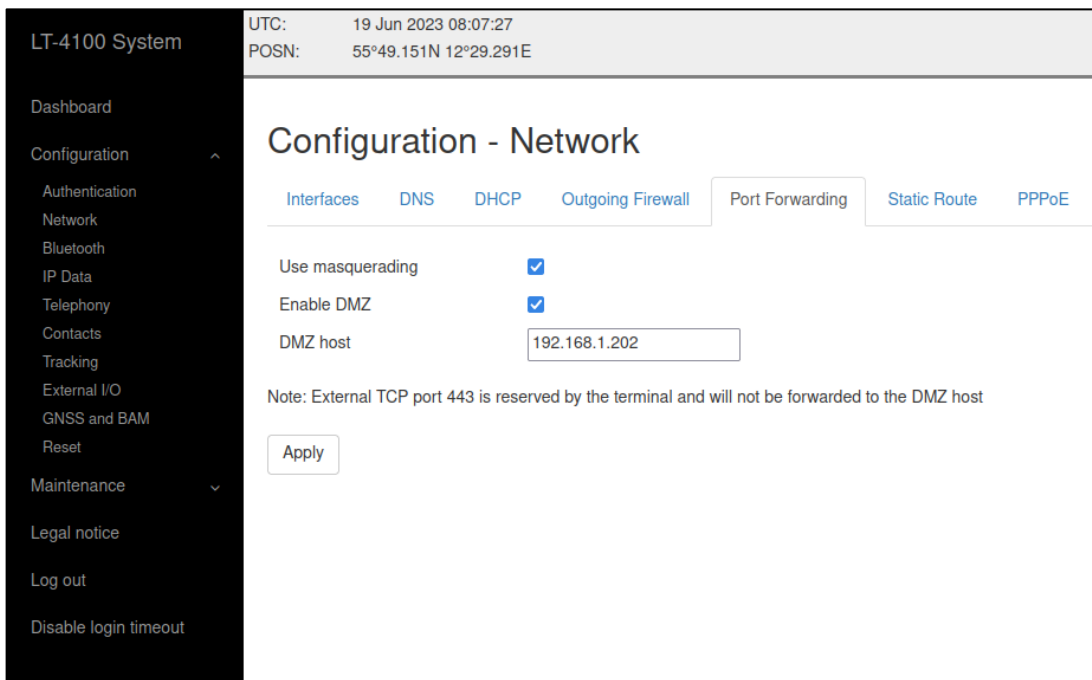 LT-4100 System
UTC: 19 Jun 2023 08:07:27
POSN: 55°49.151N 12°29.291E
Dashboard
Configuration
Authentication
Network
Bluetooth
IP Data
Telephony
Contacts
Tracking
External I/O
GNSS and BAM
Reset
Maintenance
Legal notice
Log out
Disable login timeout
Configuration - Network
Interfaces DNS DHCP Outgoing Firewall Port Forwarding Static Route PPPoE
Use masquerading
Enable DMZ
DMZ host 192.168.1.202
Note: External TCP port 443 is reserved by the terminal and will not be forwarded to the DMZ host
Apply